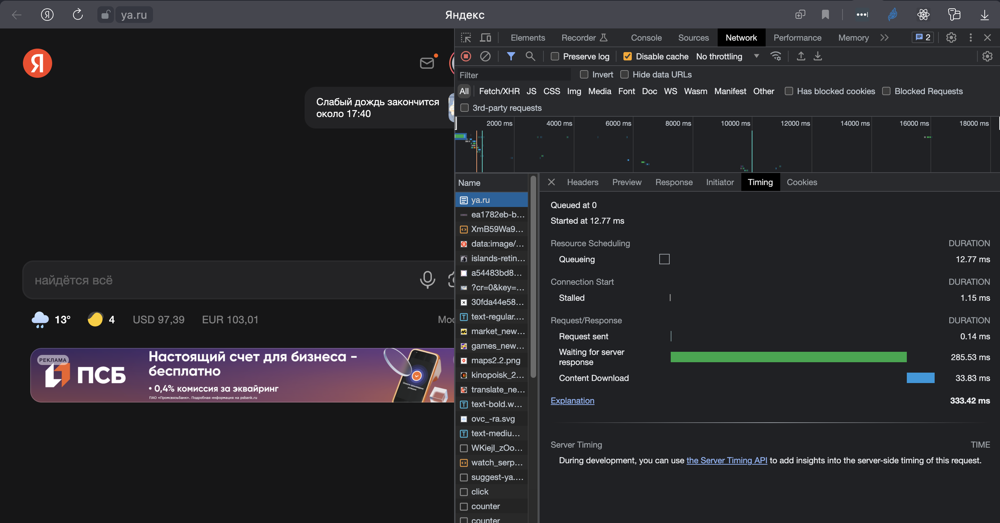 ya.ru
Яндекс
Я
Слабый дождь закончится
около 17:40
найдётся всё
13°
4
USD 97,39
EUR 103,01
РЕКЛАМА
ПСБ
Настоящий счет для бизнеса -
бесплатно
• 0,4% комиссия за эквайринг
ПАО «Промсвязьбанк». Подробная информация на psbank.ru
Elements
Recorder
Console
Sources
Network
Performance
Memory
2
Preserve log
Disable cache
No throttling
Filter
Invert
Hide data URLs
All
Fetch/XHR
JS
CSS
Img
Media
Font
Doc
WS
Wasm
Manifest
Other
Has blocked cookies
Blocked Requests
3rd-party requests
2000 ms
4000 ms
6000 ms
8000 ms
10000 ms
12000 ms
14000 ms
16000 ms
18000 ms
Name
ya.ru
ea1782eb-b...
XmB59Wa9...
data:image/...
islands-retin...
a54483bd8...
?cr=0&key=...
30fda44e58...
text-regular....
market_new...
games_new...
maps2.2.png
kinopoisk_2...
translate_ne...
text-bold.w...
ovc_-ra.svg
text-mediu...
watch_serp...
suggest-ya....
click
counter
counter
Headers
Preview
Response
Initiator
Timing
Cookies
Queued at 0
Started at 12.77 ms
Resource Scheduling
DURATION
Queueing
12.77 ms
Connection Start
DURATION
Stalled
1.15 ms
Request/Response
DURATION
Request sent
0.14 ms
Waiting for server
response
285.53 ms
Content Download
33.83 ms
Explanation
333.42 ms
Server Timing
TIME
During development, you can use the Server Timing API to add insights into the server-side timing of this request.